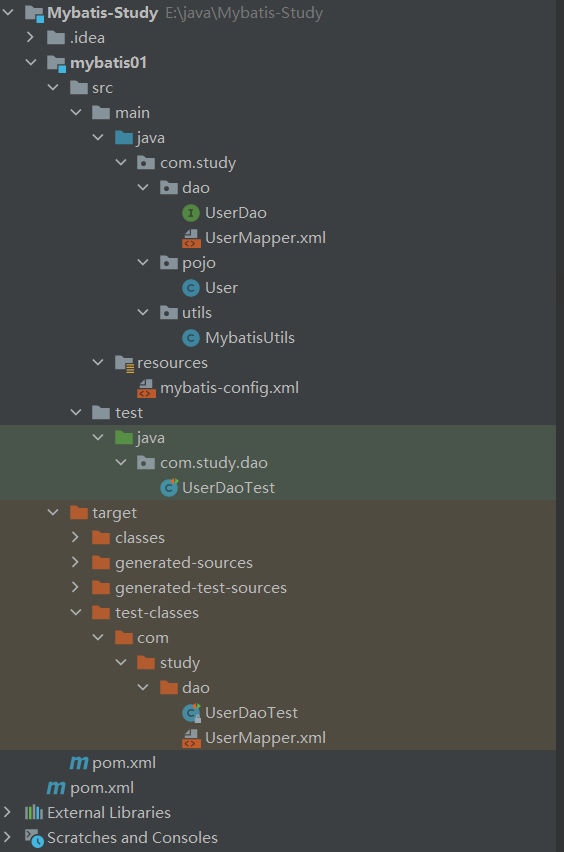 Mybatis-Study E:\java\Mybatis-Study
.idea
mybatis01
src
main
java
com.study
dao
UserDao
UserMapper.xml
pojo
User
utils
MybatisUtils
resources
mybatis-config.xml
test
java
com.study.dao
UserDaoTest
target
classes
generated-sources
generated-test-sources
test-classes
com
study
dao
UserDaoTest
UserMapper.xml
pom.xml
pom.xml
External Libraries
Scratches and Consoles